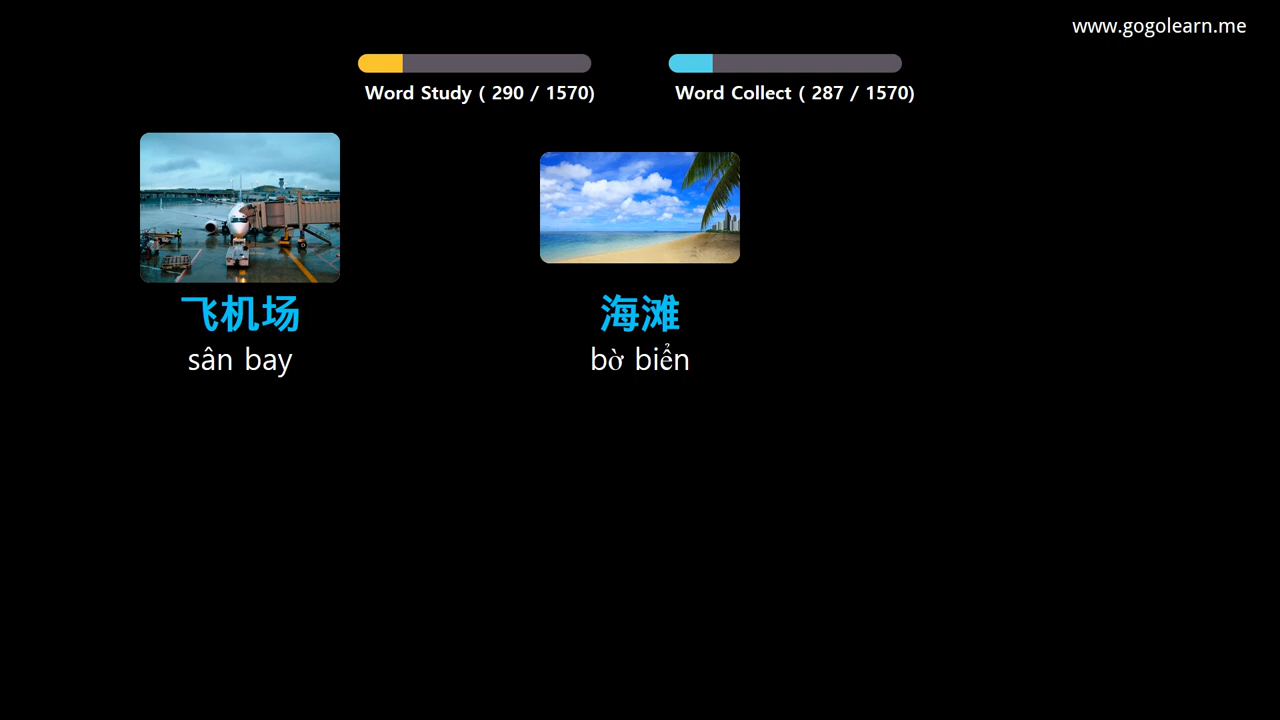 www.gogolearn.me
Word Study ( 290 / 1570)
Word Collect ( 287 / 1570)
飞机场
海滩
sân bay
bờ biển